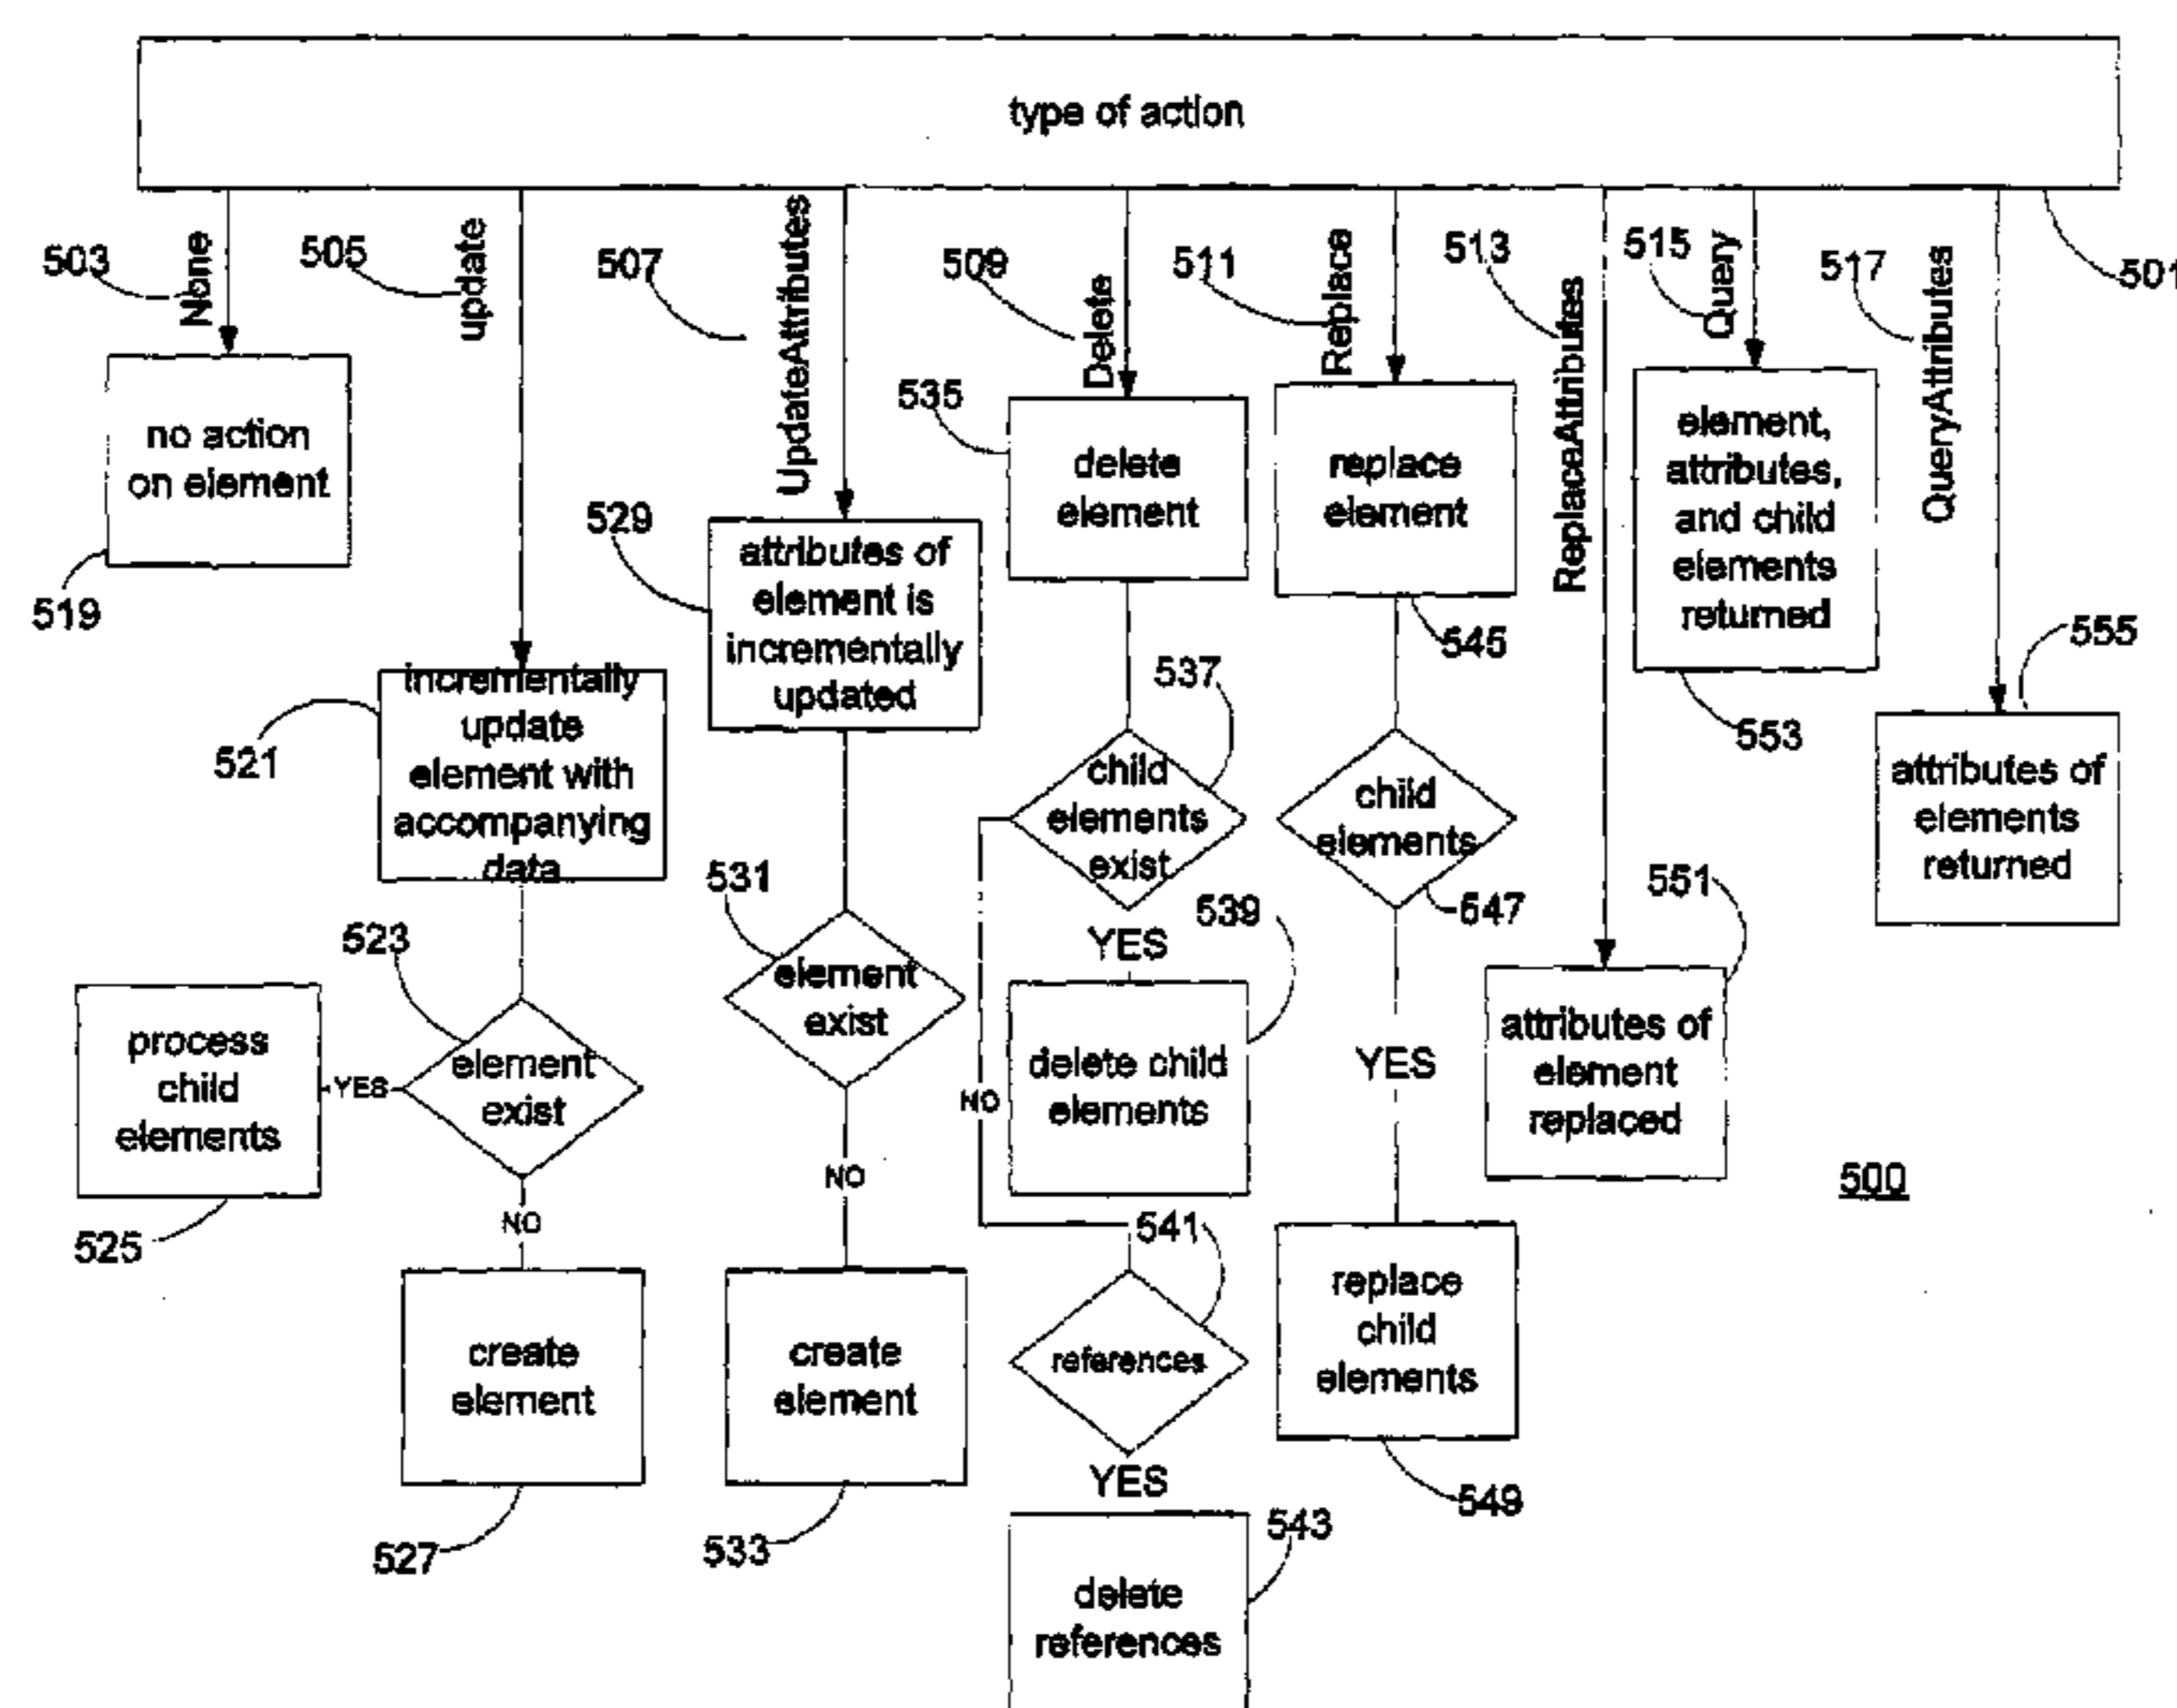 type of action
503
None
505
update
507
UpdateAttributes
509
Delete
511
Replace
513
ReplaceAttributes
515
Query
517
QueryAttributes
501
no action
on element
519
incrementally
update
element with
accompanying
data
521
523
element
exist
YES
process
child
elements
525
NO
create
element
527
529
attributes of
element is
incrementally
updated
531
element
exist
NO
create
element
533
535
delete
element
537
child
elements
exist
YES
539
delete child
elements
NO
541
references
YES
543
delete
references
replace
element
545
child
elements
547
YES
replace
child
elements
549
551
attributes of
element
replaced
element,
attributes,
and child
elements
returned
553
555
attributes of
elements
returned
500